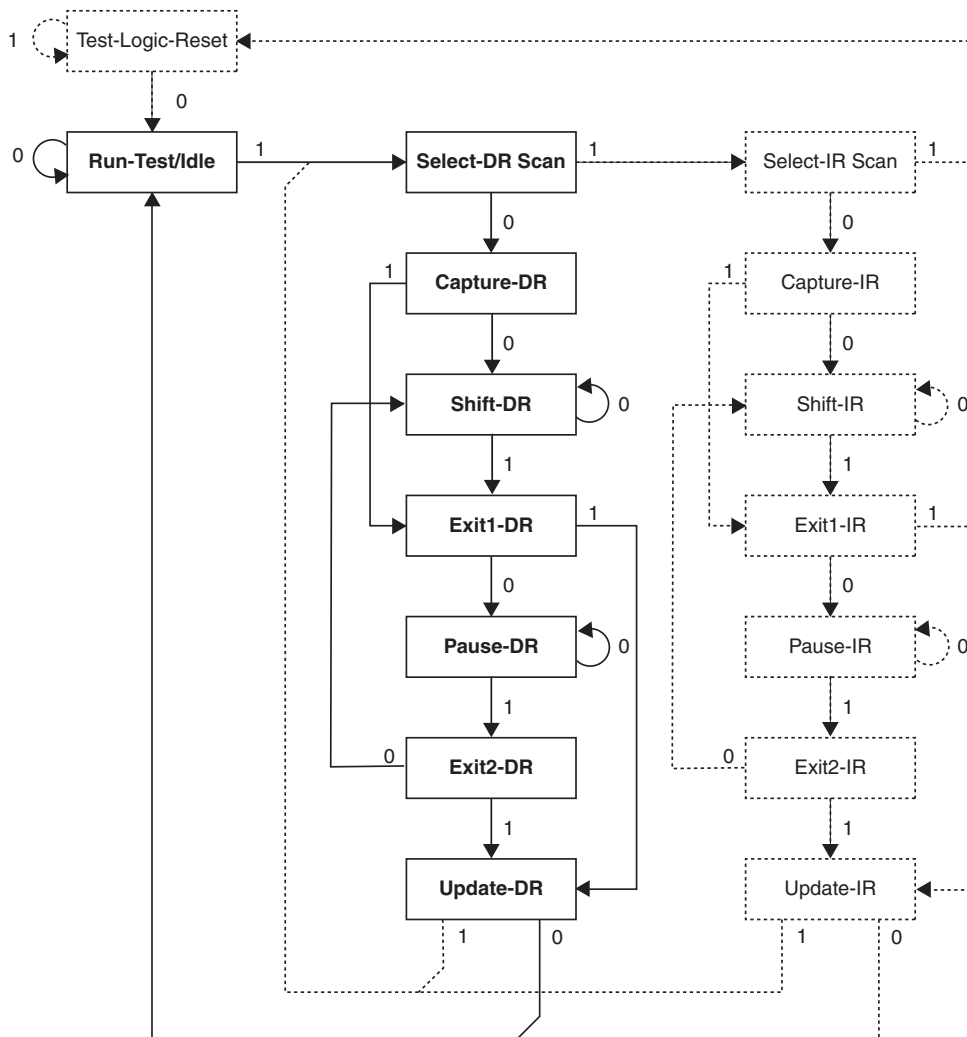 1
Test-Logic-Reset
0
0
Run-Test/Idle
1
Select-DR Scan
1
Select-IR Scan
1
0
0
1
Capture-DR
1
Capture-IR
0
0
Shift-DR
0
Shift-IR
0
1
1
Exit1-DR
1
Exit1-IR
1
0
0
Pause-DR
0
Pause-IR
0
1
1
0
Exit2-DR
0
Exit2-IR
1
1
Update-DR
Update-IR
1
0
1
0